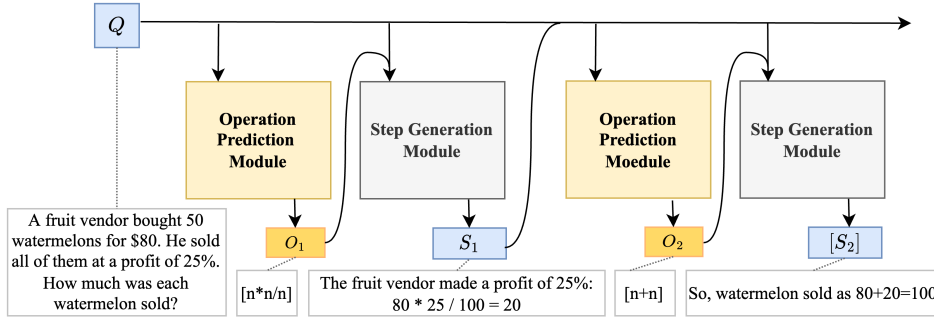 Q
Operation
Prediction
Module
Step Generation
Module
Operation
Prediction
Moedule
Step Generation
Module
O₁
S₁
O₂
[S₂]
A fruit vendor bought 50
watermelons for $80. He sold
all of them at a profit of 25%.
How much was each
watermelon sold?
[n*n/n]
The fruit vendor made a profit of 25%:
80 * 25 / 100 = 20
[n+n]
So, watermelon sold as 80+20=100